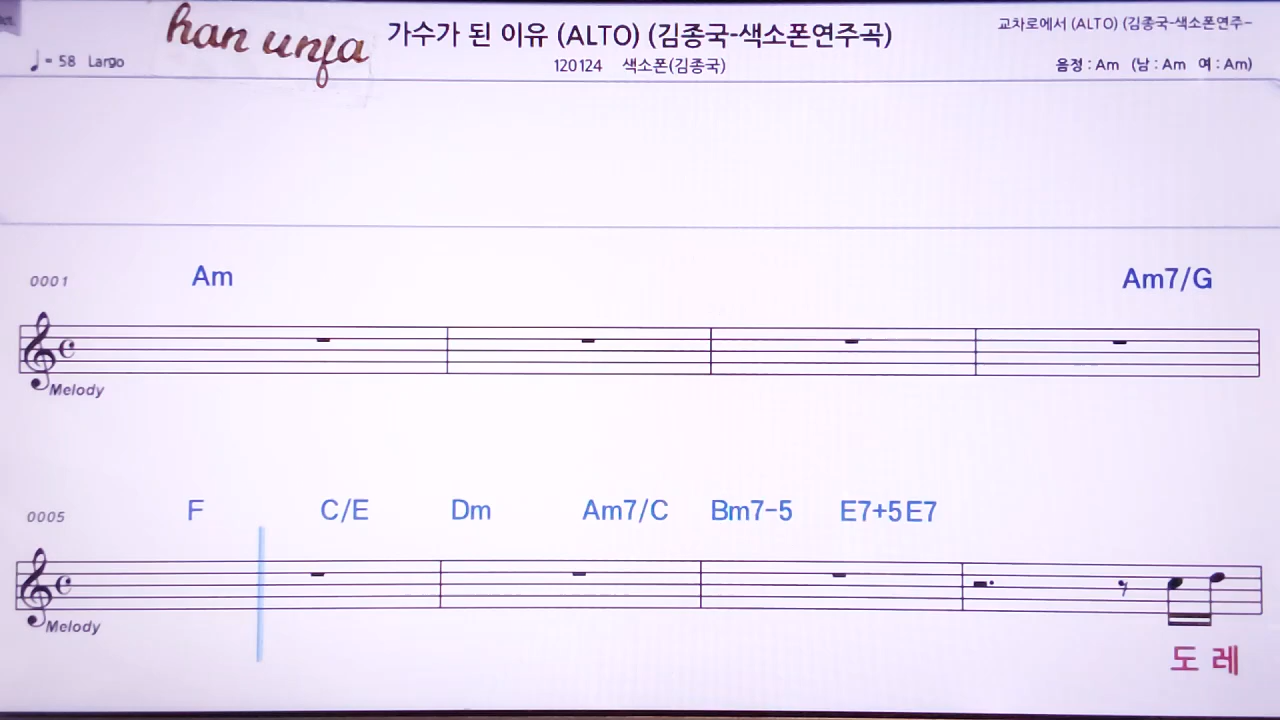 han unja
가수가 된 이유 (ALTO) (김종국-색소폰연주곡)
교차로에서 (ALTO) (김종국-색소폰연주-
♩= 58 Largo
120124 색소폰(김종국)
음정 : Am (남 : Am 여 : Am)
0001 Am Am7/G
Melody
0005 F C/E Dm Am7/C Bm7-5 E7+5 E7
Melody
도 레